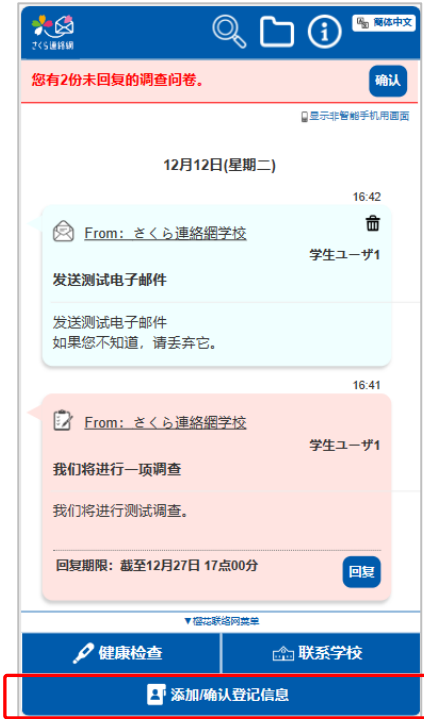 简体中文
さくら連絡網
您有2份未回复的调查问卷。
确认
显示非智能手机用画面
12月12日(星期二)
16:42
From: さくら連絡網学校
学生ユーザ1
发送测试电子邮件
发送测试电子邮件
如果您不知道，请丢弃它。
16:41
From: さくら連絡網学校
学生ユーザ1
我们将进行一项调查
我们将进行测试调查。
回复期限：截至12月27日 17点00分
回复
▼樱花联络网菜单
健康检查
联系学校
添加/确认登记信息